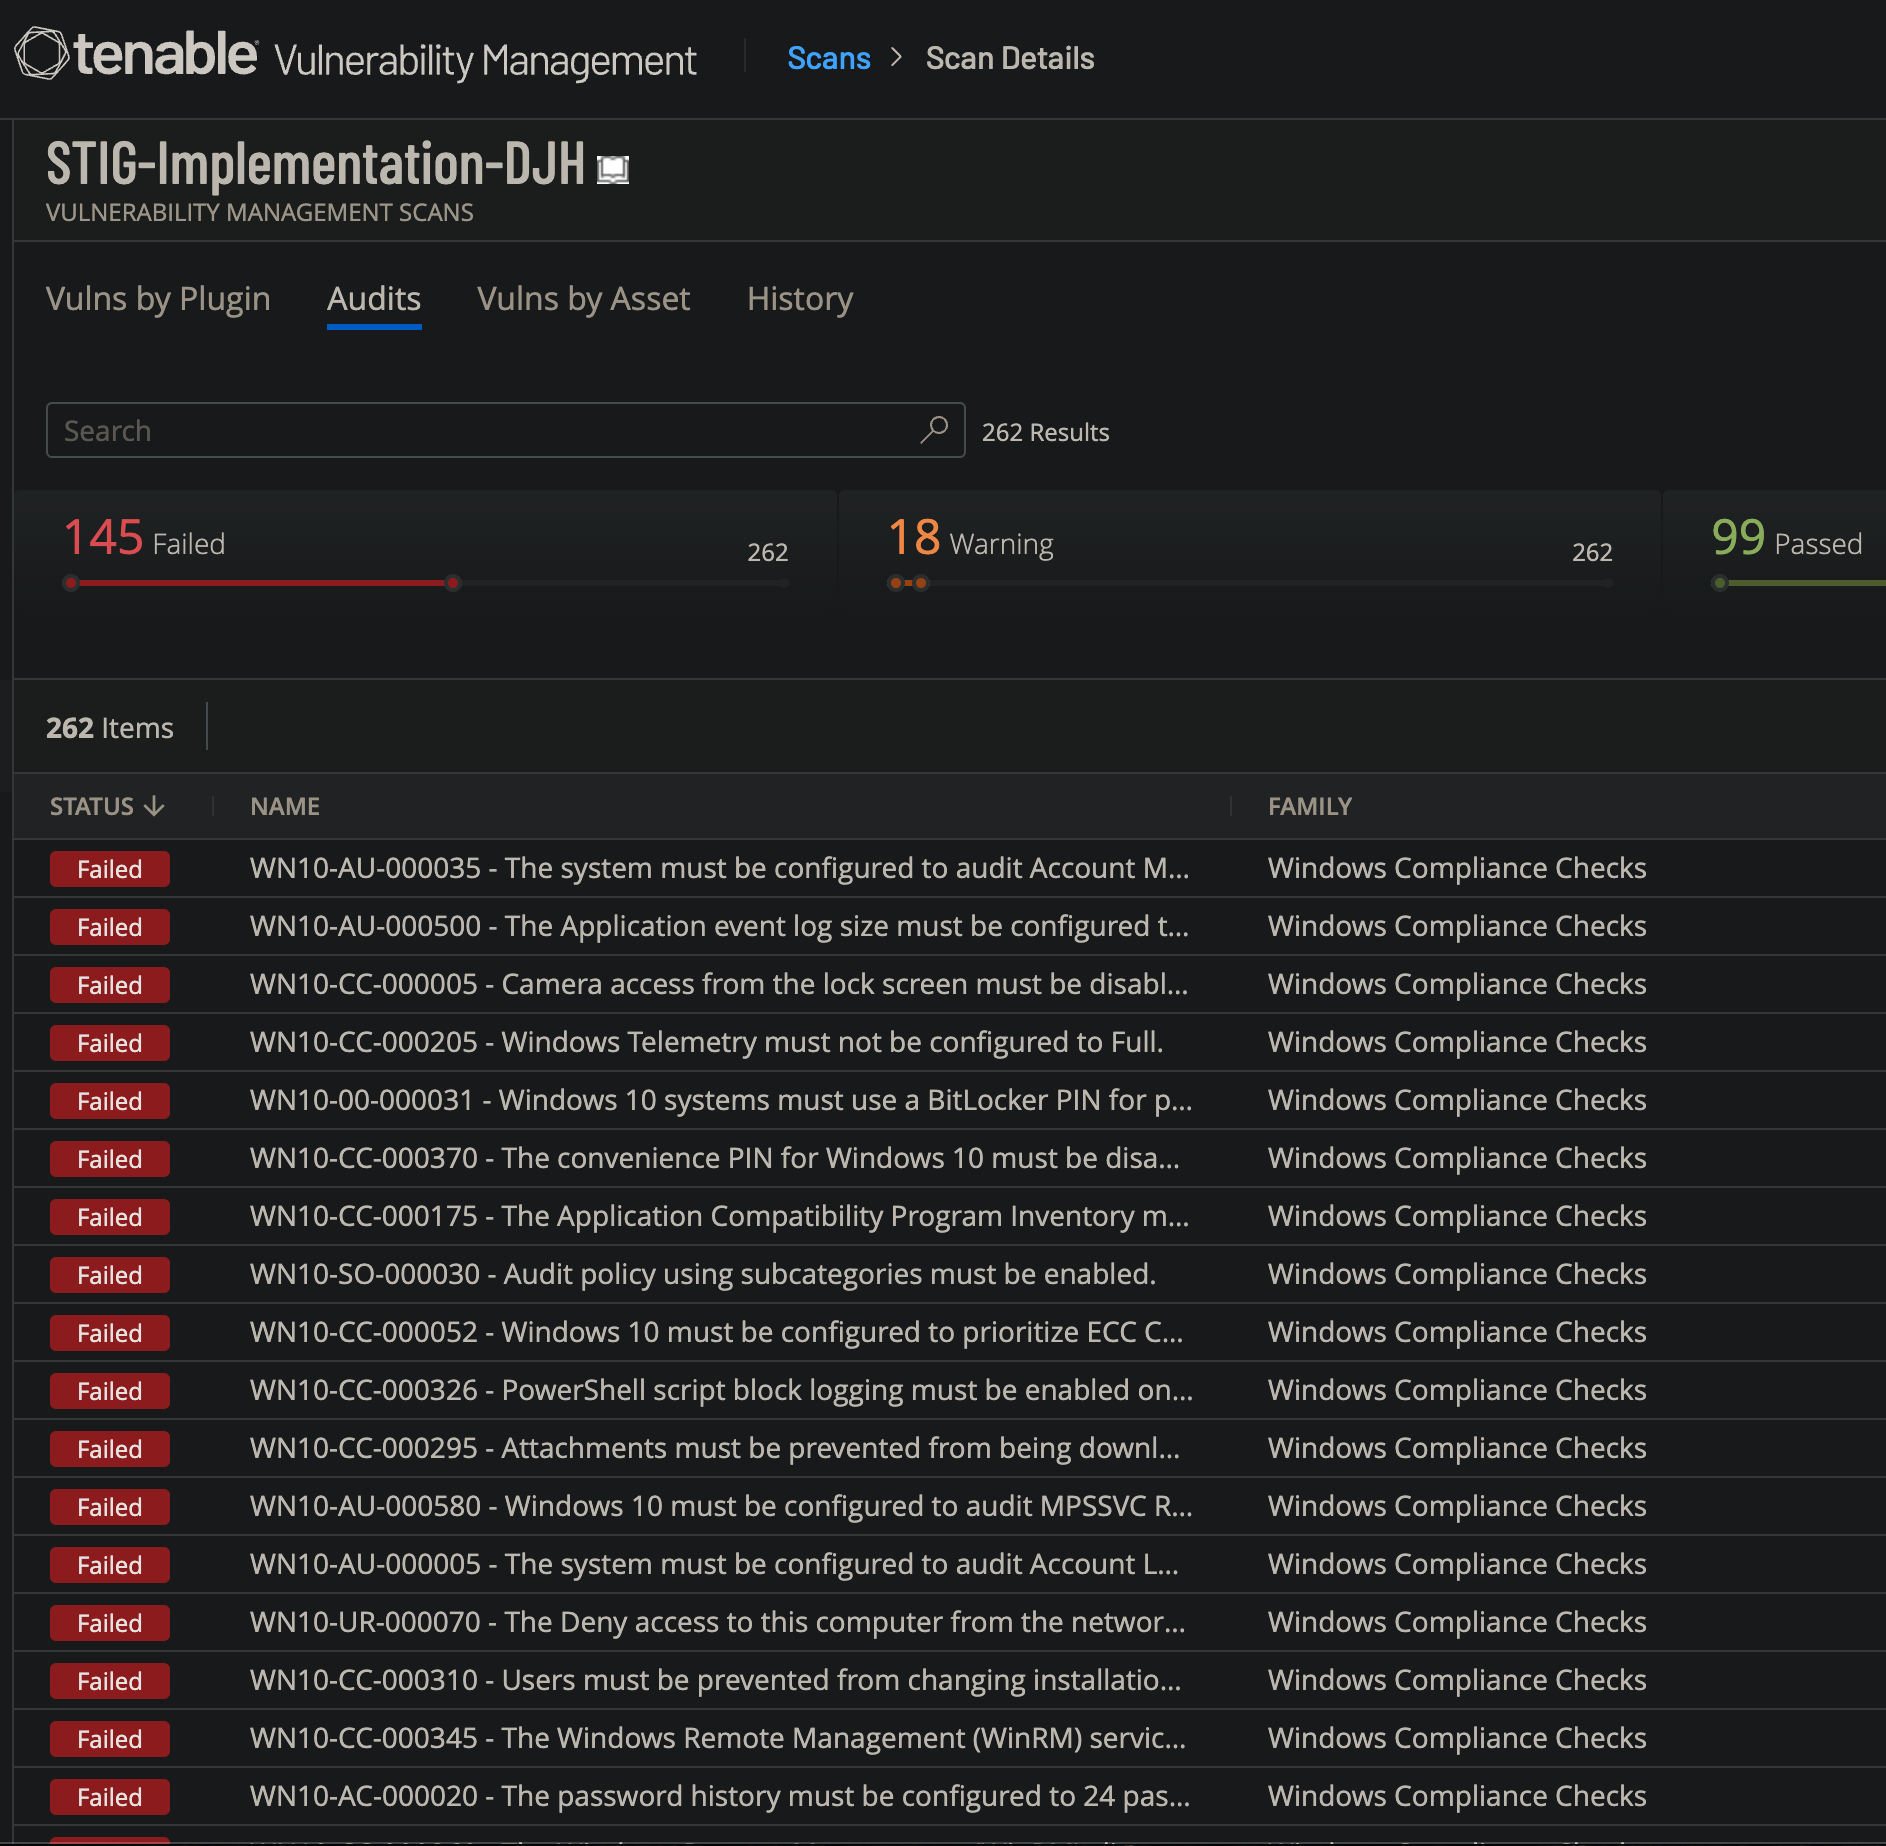 tenable Vulnerability Management Scans > Scan Details
STIG-Implementation-DJH
VULNERABILITY MANAGEMENT SCANS
Vulns by Plugin Audits Vulns by Asset History
Search 262 Results
145 Failed 262 18 Warning 262 99 Passed
262 Items
STATUS NAME FAMILY
Failed WN10-AU-000035 - The system must be configured to audit Account M... Windows Compliance Checks
Failed WN10-AU-000500 - The Application event log size must be configured t... Windows Compliance Checks
Failed WN10-CC-000005 - Camera access from the lock screen must be disabl... Windows Compliance Checks
Failed WN10-CC-000205 - Windows Telemetry must not be configured to Full. Windows Compliance Checks
Failed WN10-00-000031 - Windows 10 systems must use a BitLocker PIN for p... Windows Compliance Checks
Failed WN10-CC-000370 - The convenience PIN for Windows 10 must be disa... Windows Compliance Checks
Failed WN10-CC-000175 - The Application Compatibility Program Inventory m... Windows Compliance Checks
Failed WN10-SO-000030 - Audit policy using subcategories must be enabled. Windows Compliance Checks
Failed WN10-CC-000052 - Windows 10 must be configured to prioritize ECC C... Windows Compliance Checks
Failed WN10-CC-000326 - PowerShell script block logging must be enabled on... Windows Compliance Checks
Failed WN10-CC-000295 - Attachments must be prevented from being downl... Windows Compliance Checks
Failed WN10-AU-000580 - Windows 10 must be configured to audit MPSSVC R... Windows Compliance Checks
Failed WN10-AU-000005 - The system must be configured to audit Account L... Windows Compliance Checks
Failed WN10-UR-000070 - The Deny access to this computer from the networ... Windows Compliance Checks
Failed WN10-CC-000310 - Users must be prevented from changing installatio... Windows Compliance Checks
Failed WN10-CC-000345 - The Windows Remote Management (WinRM) servic... Windows Compliance Checks
Failed WN10-AC-000020 - The password history must be configured to 24 pas... Windows Compliance Checks